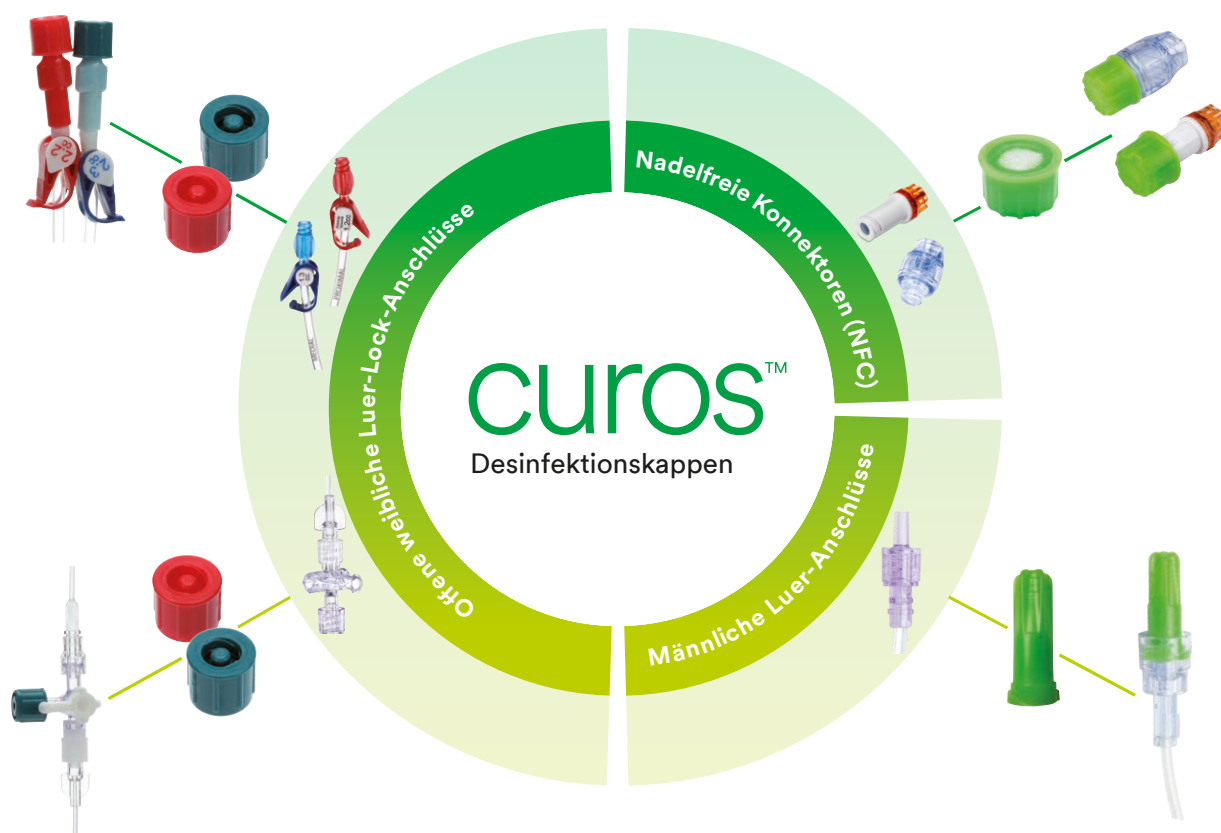 Nadelfreie Konnektoren (NFC)
Offene weibliche Luer-Lock-Anschlüsse
curos™
Desinfektionskappen
Männliche Luer-Anschlüsse